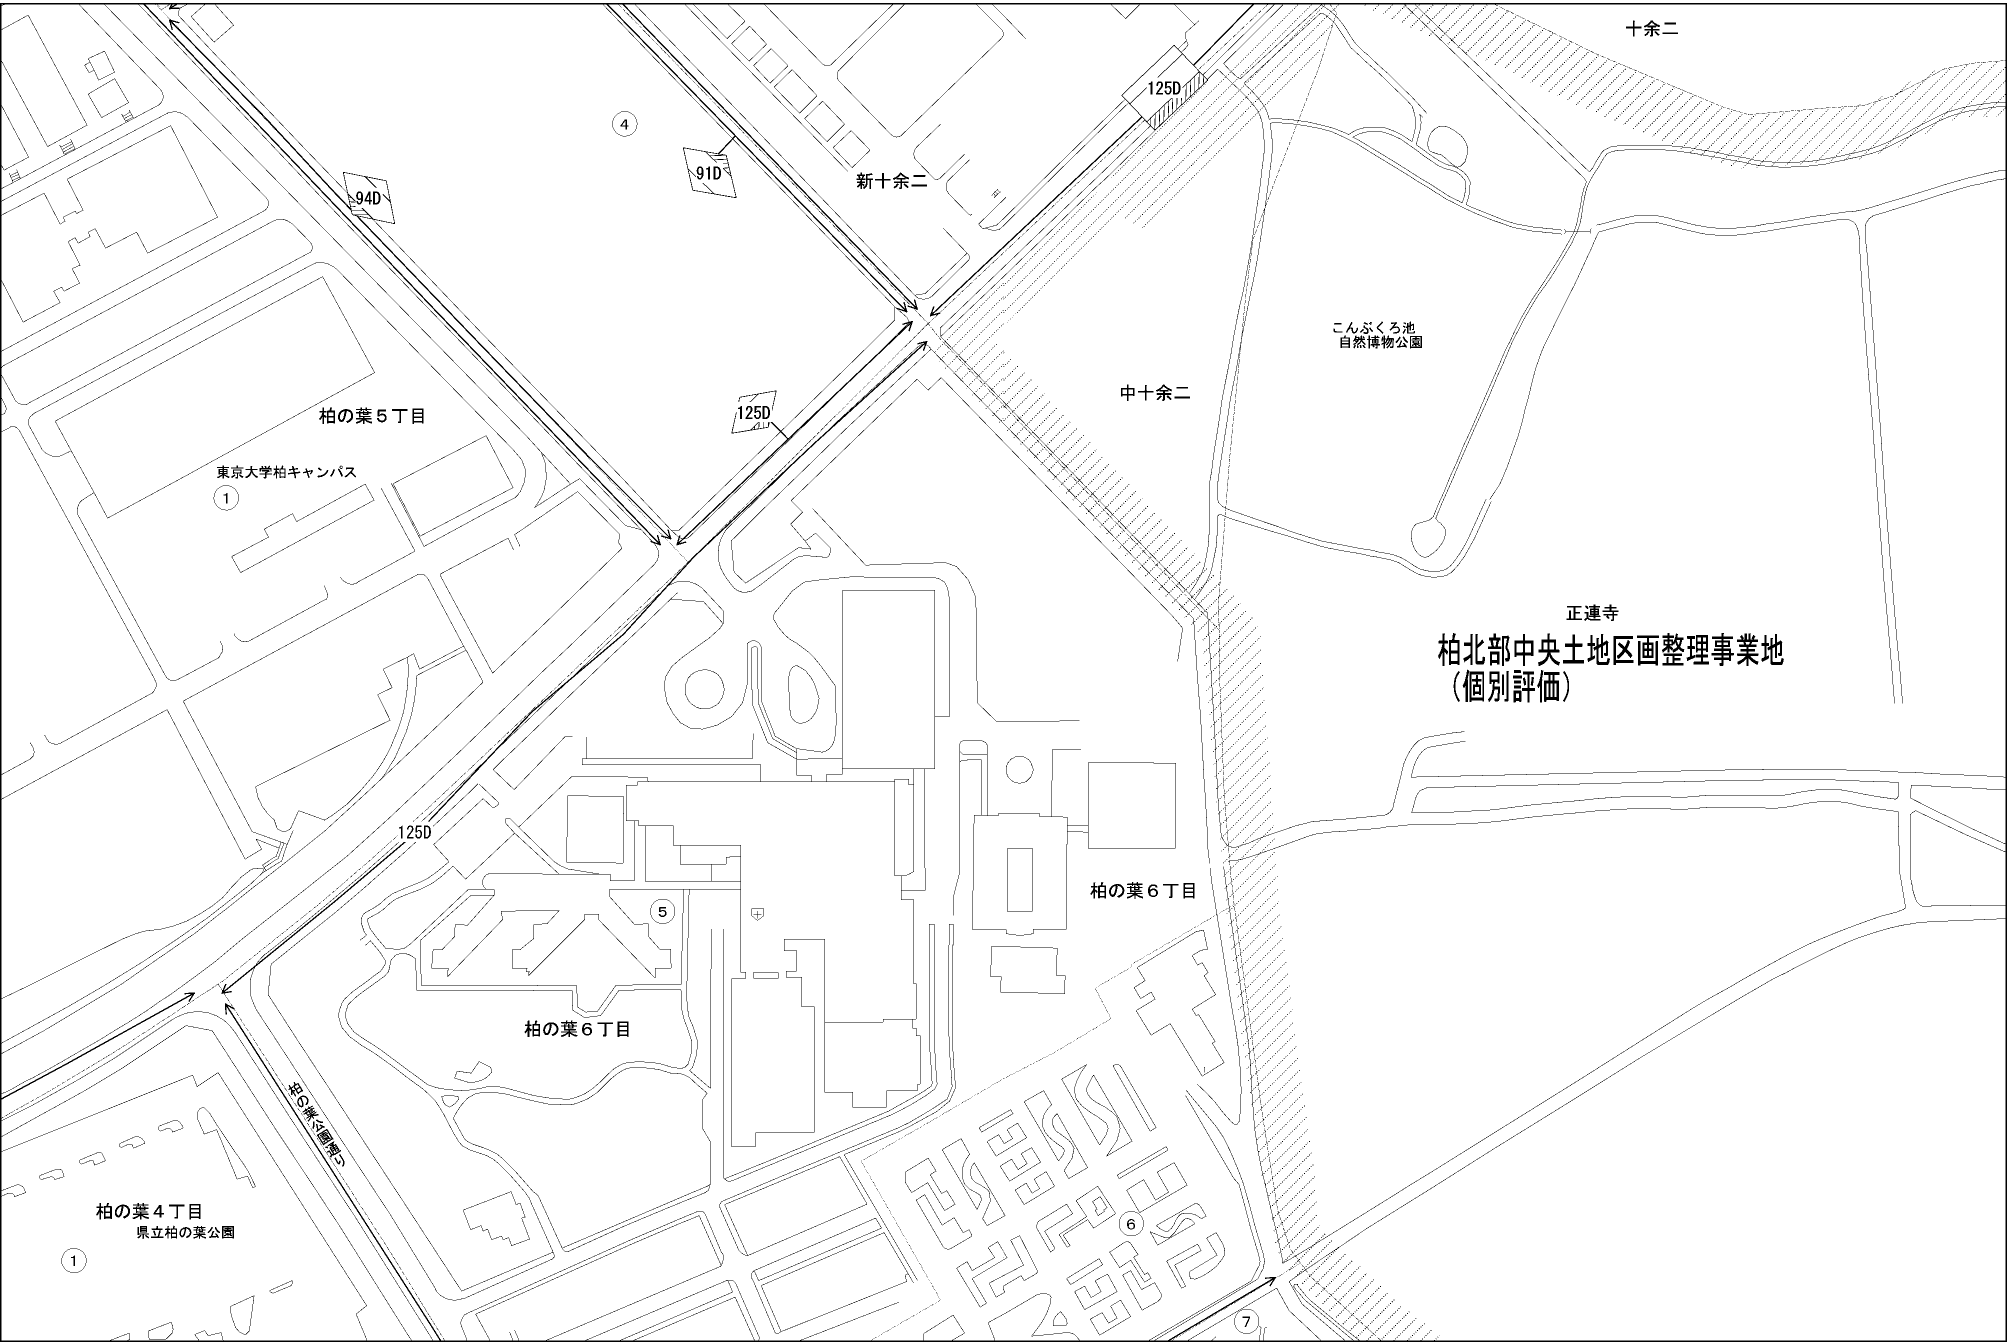 十余二
125D
④
91D
新十余二
94D
こんぶくろ池
自然博物公園
中十余二
125D
柏の葉５丁目
東京大学柏キャンパス
①
正連寺
柏北部中央土地区画整理事業地
（個別評価）
125D
柏の葉６丁目
⑤
柏の葉６丁目
柏の葉公園通り
柏の葉４丁目
県立柏の葉公園
①
⑥
⑦